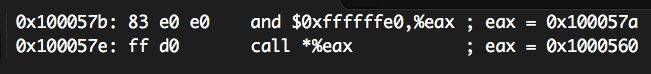 0x100057b: 83 e0 e0 and $0xffffffe0,%eax ; eax = 0x100057a
0x100057e: ff d0 call *%eax ; eax = 0x1000560